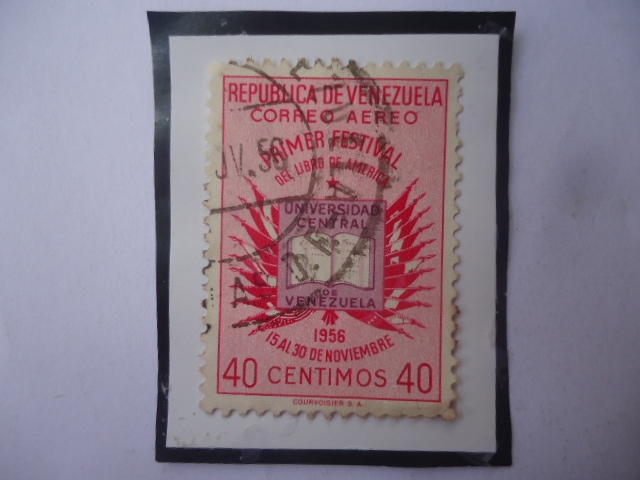 REPUBLICA DE VENEZUELA
CORREO AEREO
PRIMER FESTIVAL
DEL LIBRO DE AMERICA
UNIVERSIDAD
CENTRAL
DE
VENEZUELA
1956
15 AL 30 DE NOVIEMBRE
40 CENTIMOS 40
COURVOISIER S. A.